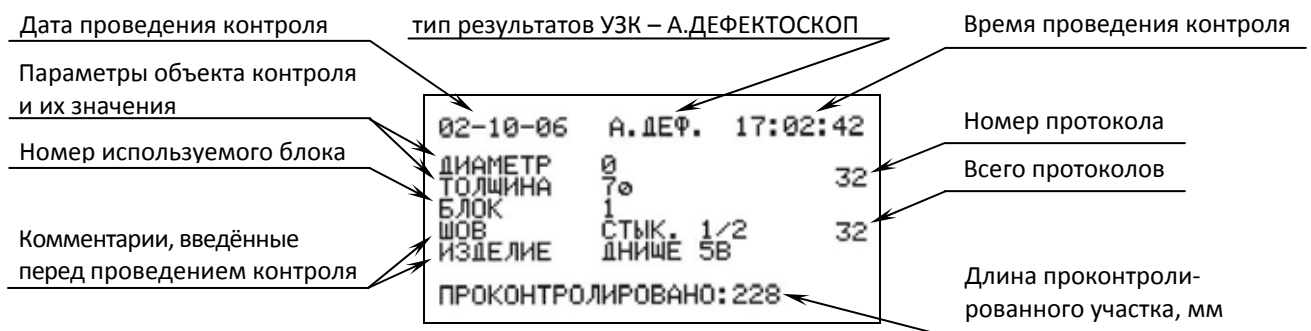 Дата проведения контроля
тип результатов УЗК – А.ДЕФЕКТОСКОП
Время проведения контроля
Параметры объекта контроля
и их значения
Номер используемого блока
Комментарии, введённые
перед проведением контроля
02-10-06 А.ДЕФ. 17:02:42
ДИАМЕТР 0
ТОЛЩИНА 70
БЛОК 1
ШОВ СТЫК. 1/2
ИЗДЕЛИЕ ДНИЩЕ 5В
32
32
ПРОКОНТРОЛИРОВАНО:228
Номер протокола
Всего протоколов
Длина проконтроли-
рованного участка, мм